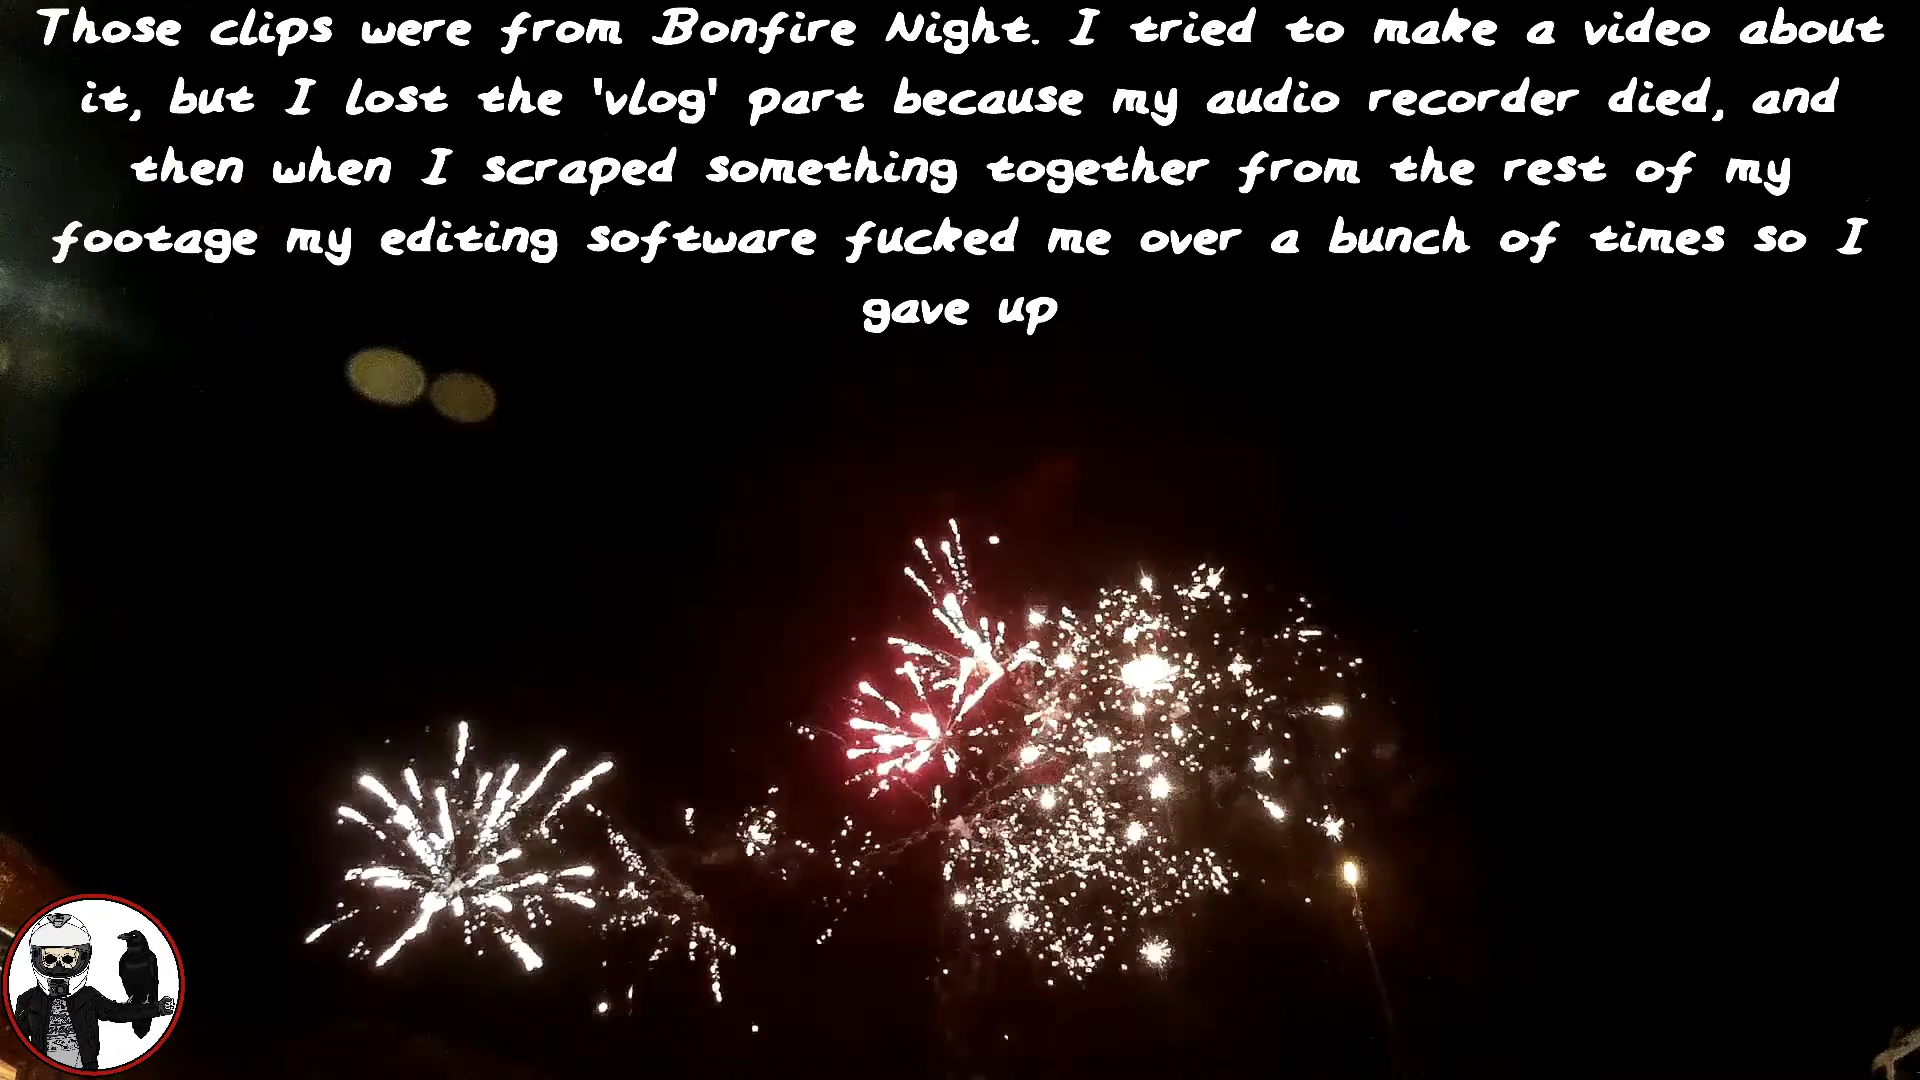 Those clips were from Bonfire Night. I tried to make a video about
it, but I lost the 'vlog' part because my audio recorder died, and
then when I scraped something together from the rest of my
footage my editing software fucked me over a bunch of times so I
gave up